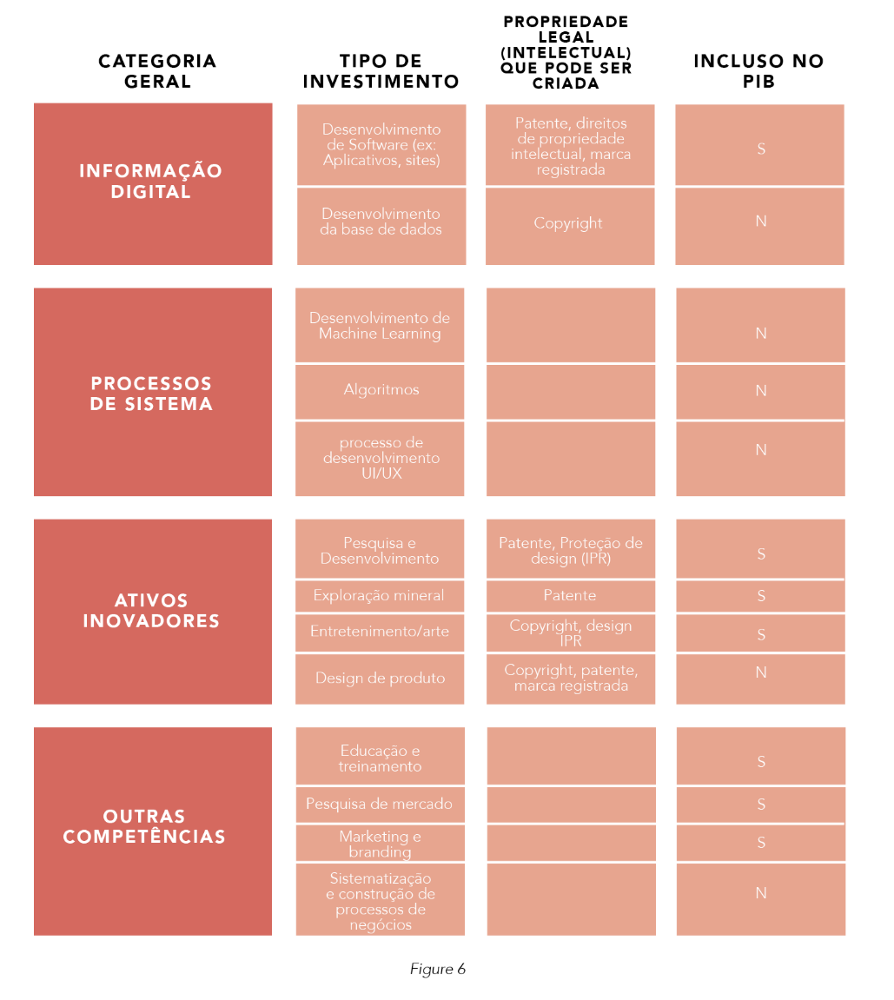 CATEGORIA
GERAL
TIPO DE
INVESTIMENTO
PROPRIEDADE
LEGAL
(INTELECTUAL)
QUE PODE SER
CRIADA
INCLUSO NO
PIB
INFORMAÇÃO
DIGITAL
Desenvolvimento
de Software (ex:
Aplicativos, sites)
Patente, direitos
de propriedade
intelectual, marca
registrada
S
Desenvolvimento
da base de dados
Copyright
N
PROCESSOS
DE SISTEMA
Desenvolvimento de
Machine Learning
N
Algoritmos
N
processo de
desenvolvimento
UI/UX
N
ATIVOS
INOVADORES
Pesquisa e
Desenvolvimento
Patente, Proteção de
design (IPR)
S
Exploração mineral
Patente
S
Entretenimento/arte
Copyright, design
IPR
S
Design de produto
Copyright, patente,
marca registrada
N
OUTRAS
COMPETÊNCIAS
Educação e
treinamento
S
Pesquisa de mercado
S
Marketing e
branding
S
Sistematização
e construção de
processos de
negócios
N
Figure 6